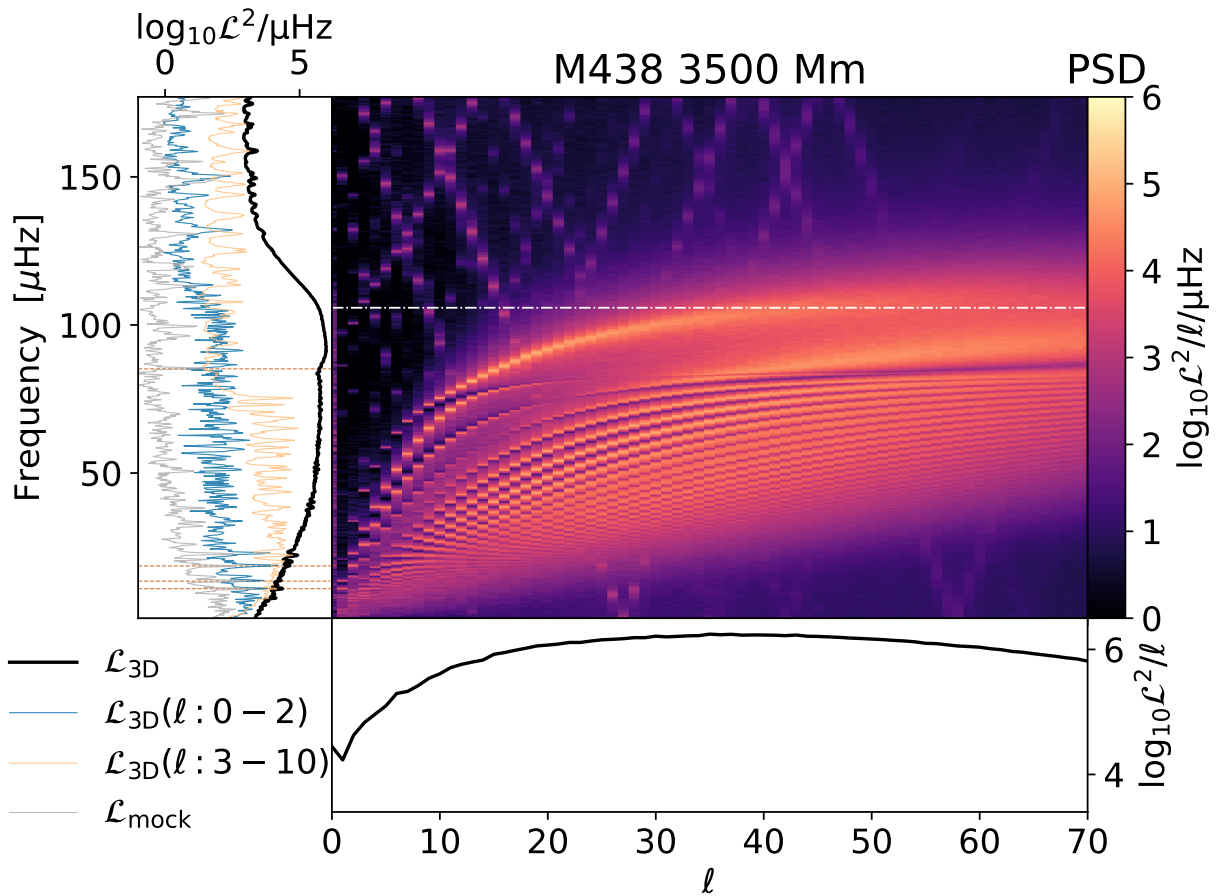 log₁₀ℒ²/μHz
0 5
M438 3500 Mm
PSD
Frequency [μHz]
150
100
50
6
5
4
3
2
1
0
log₁₀ℒ²/ℓ/μHz
ℒ₃D
ℒ₃D(ℓ : 0 − 2)
ℒ₃D(ℓ : 3 − 10)
ℒmock
6
4
log₁₀ℒ²/ℓ
0 10 20 30 40 50 60 70
ℓ